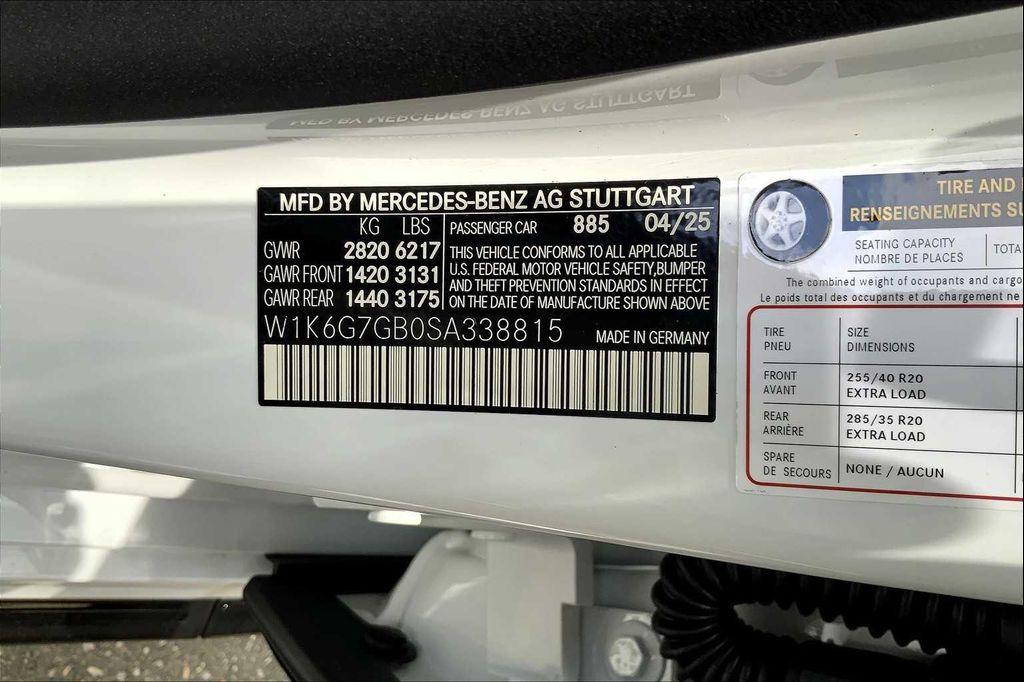 MFD BY MERCEDES-BENZ AG STUTTGART
KG LBS
GVWR 2820 6217
GAWR FRONT 1420 3131
GAWR REAR 1440 3175
PASSENGER CAR 885 04/25
THIS VEHICLE CONFORMS TO ALL APPLICABLE
U.S. FEDERAL MOTOR VEHICLE SAFETY,BUMPER
AND THEFT PREVENTION STANDARDS IN EFFECT
ON THE DATE OF MANUFACTURE SHOWN ABOVE
W1K6G7GB0SA338815
MADE IN GERMANY
TIRE AND
RENSEIGNEMENTS
SEATING CAPACITY
NOMBRE DE PLACES
The combined weight of occupants and cargo
Le poids total des occupants et du chargement ne
TIRE
PNEU
SIZE
DIMENSIONS
FRONT
AVANT
255/40 R20
EXTRA LOAD
REAR
ARRIÈRE
285/35 R20
EXTRA LOAD
SPARE
DE SECOURS
NONE / AUCUN